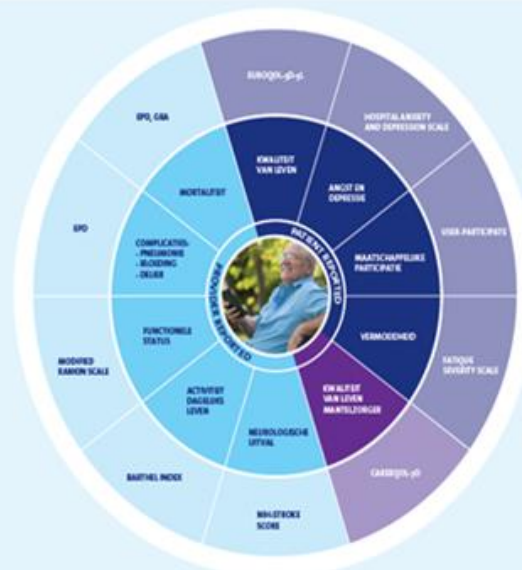 EUROQOL-5D-5L
HOSPITAL ANXIETY
AND DEPRESSION SCALE
USER-PARTICIPATE
FATIQUE
SEVERITY SCALE
CARERQOL-7D
NIH-STROKE
SCORE
BARTHEL INDEX
MODIFIED
RANKIN SCALE
EPD
EPD, GBA
KWALITEIT
VAN LEVEN
ANGST EN
DEPRESSIE
MAATSCHAPPELIJKE
PARTICIPATIE
VERMOEIDHEID
KWALITEIT
VAN LEVEN
MANTELZORGER
NEUROLOGISCHE
UITVAL
ACTIVITEIT
DAGELIJKS
LEVEN
FUNCTIONELE
STATUS
COMPLICATIES:
- PNEUMONIE
- BLOEDING
- DELIER
MORTALITEIT
PATIENT REPORTED
PROVIDER REPORTED